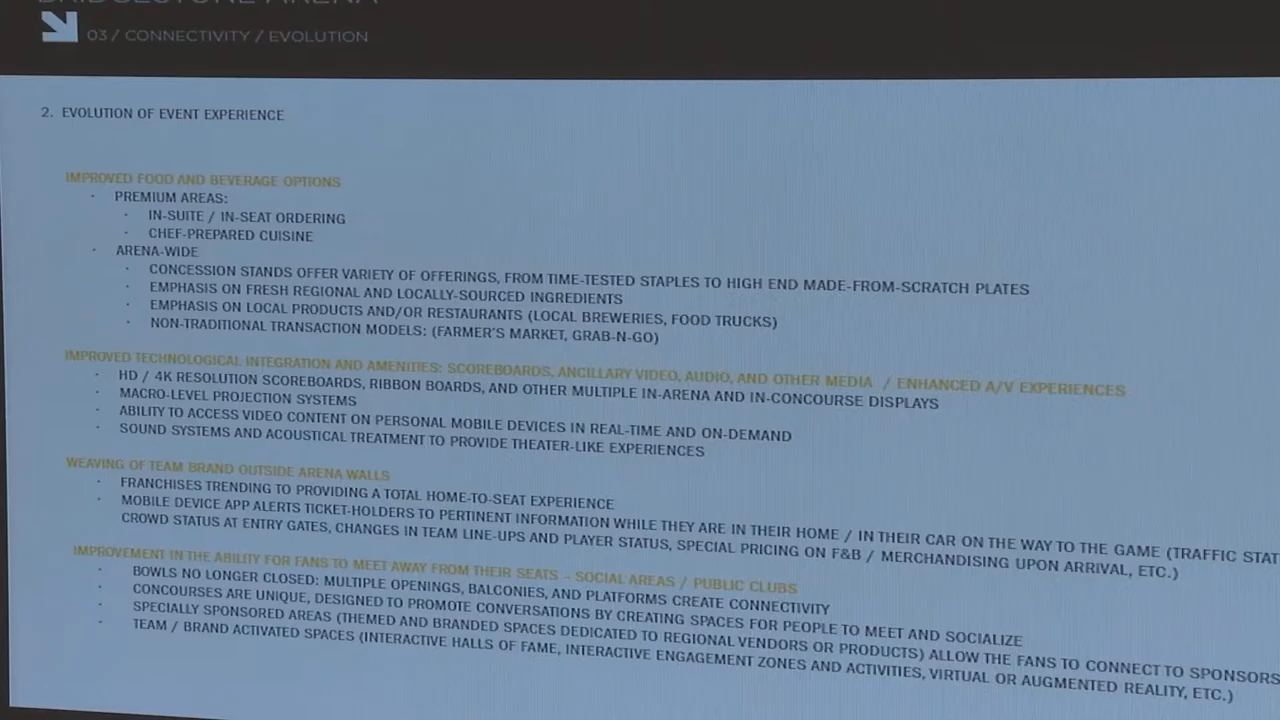 BRIDGESTONE ARENA
03 / CONNECTIVITY / EVOLUTION
2. EVOLUTION OF EVENT EXPERIENCE
IMPROVED FOOD AND BEVERAGE OPTIONS
· PREMIUM AREAS:
· IN-SUITE / IN-SEAT ORDERING
· CHEF-PREPARED CUISINE
· ARENA-WIDE
· CONCESSION STANDS OFFER VARIETY OF OFFERINGS, FROM TIME-TESTED STAPLES TO HIGH END MADE-FROM-SCRATCH PLATES
· EMPHASIS ON FRESH REGIONAL AND LOCALLY-SOURCED INGREDIENTS
· EMPHASIS ON LOCAL PRODUCTS AND/OR RESTAURANTS (LOCAL BREWERIES, FOOD TRUCKS)
· NON-TRADITIONAL TRANSACTION MODELS: (FARMER'S MARKET, GRAB-N-GO)
IMPROVED TECHNOLOGICAL INTEGRATION AND AMENITIES: SCOREBOARDS, ANCILLARY VIDEO, AUDIO, AND OTHER MEDIA / ENHANCED A/V EXPERIENCES
· HD / 4K RESOLUTION SCOREBOARDS, RIBBON BOARDS, AND OTHER MULTIPLE IN-ARENA AND IN-CONCOURSE DISPLAYS
· MACRO-LEVEL PROJECTION SYSTEMS
· ABILITY TO ACCESS VIDEO CONTENT ON PERSONAL MOBILE DEVICES IN REAL-TIME AND ON-DEMAND
· SOUND SYSTEMS AND ACOUSTICAL TREATMENT TO PROVIDE THEATER-LIKE EXPERIENCES
WEAVING OF TEAM BRAND OUTSIDE ARENA WALLS
· FRANCHISES TRENDING TO PROVIDING A TOTAL HOME-TO-SEAT EXPERIENCE
· MOBILE DEVICE APP ALERTS TICKET-HOLDERS TO PERTINENT INFORMATION WHILE THEY ARE IN THEIR HOME / IN THEIR CAR ON THE WAY TO THE GAME (TRAFFIC STAT
CROWD STATUS AT ENTRY GATES, CHANGES IN TEAM LINE-UPS AND PLAYER STATUS, SPECIAL PRICING ON F&B / MERCHANDISING UPON ARRIVAL, ETC.)
IMPROVEMENT IN THE ABILITY FOR FANS TO MEET AWAY FROM THEIR SEATS – SOCIAL AREAS / PUBLIC CLUBS
· BOWLS NO LONGER CLOSED: MULTIPLE OPENINGS, BALCONIES, AND PLATFORMS CREATE CONNECTIVITY
· CONCOURSES ARE UNIQUE, DESIGNED TO PROMOTE CONVERSATIONS BY CREATING SPACES FOR PEOPLE TO MEET AND SOCIALIZE
· SPECIALLY SPONSORED AREAS (THEMED AND BRANDED SPACES DEDICATED TO REGIONAL VENDORS OR PRODUCTS) ALLOW THE FANS TO CONNECT TO SPONSORS
· TEAM / BRAND ACTIVATED SPACES (INTERACTIVE HALLS OF FAME, INTERACTIVE ENGAGEMENT ZONES AND ACTIVITIES, VIRTUAL OR AUGMENTED REALITY, ETC.)